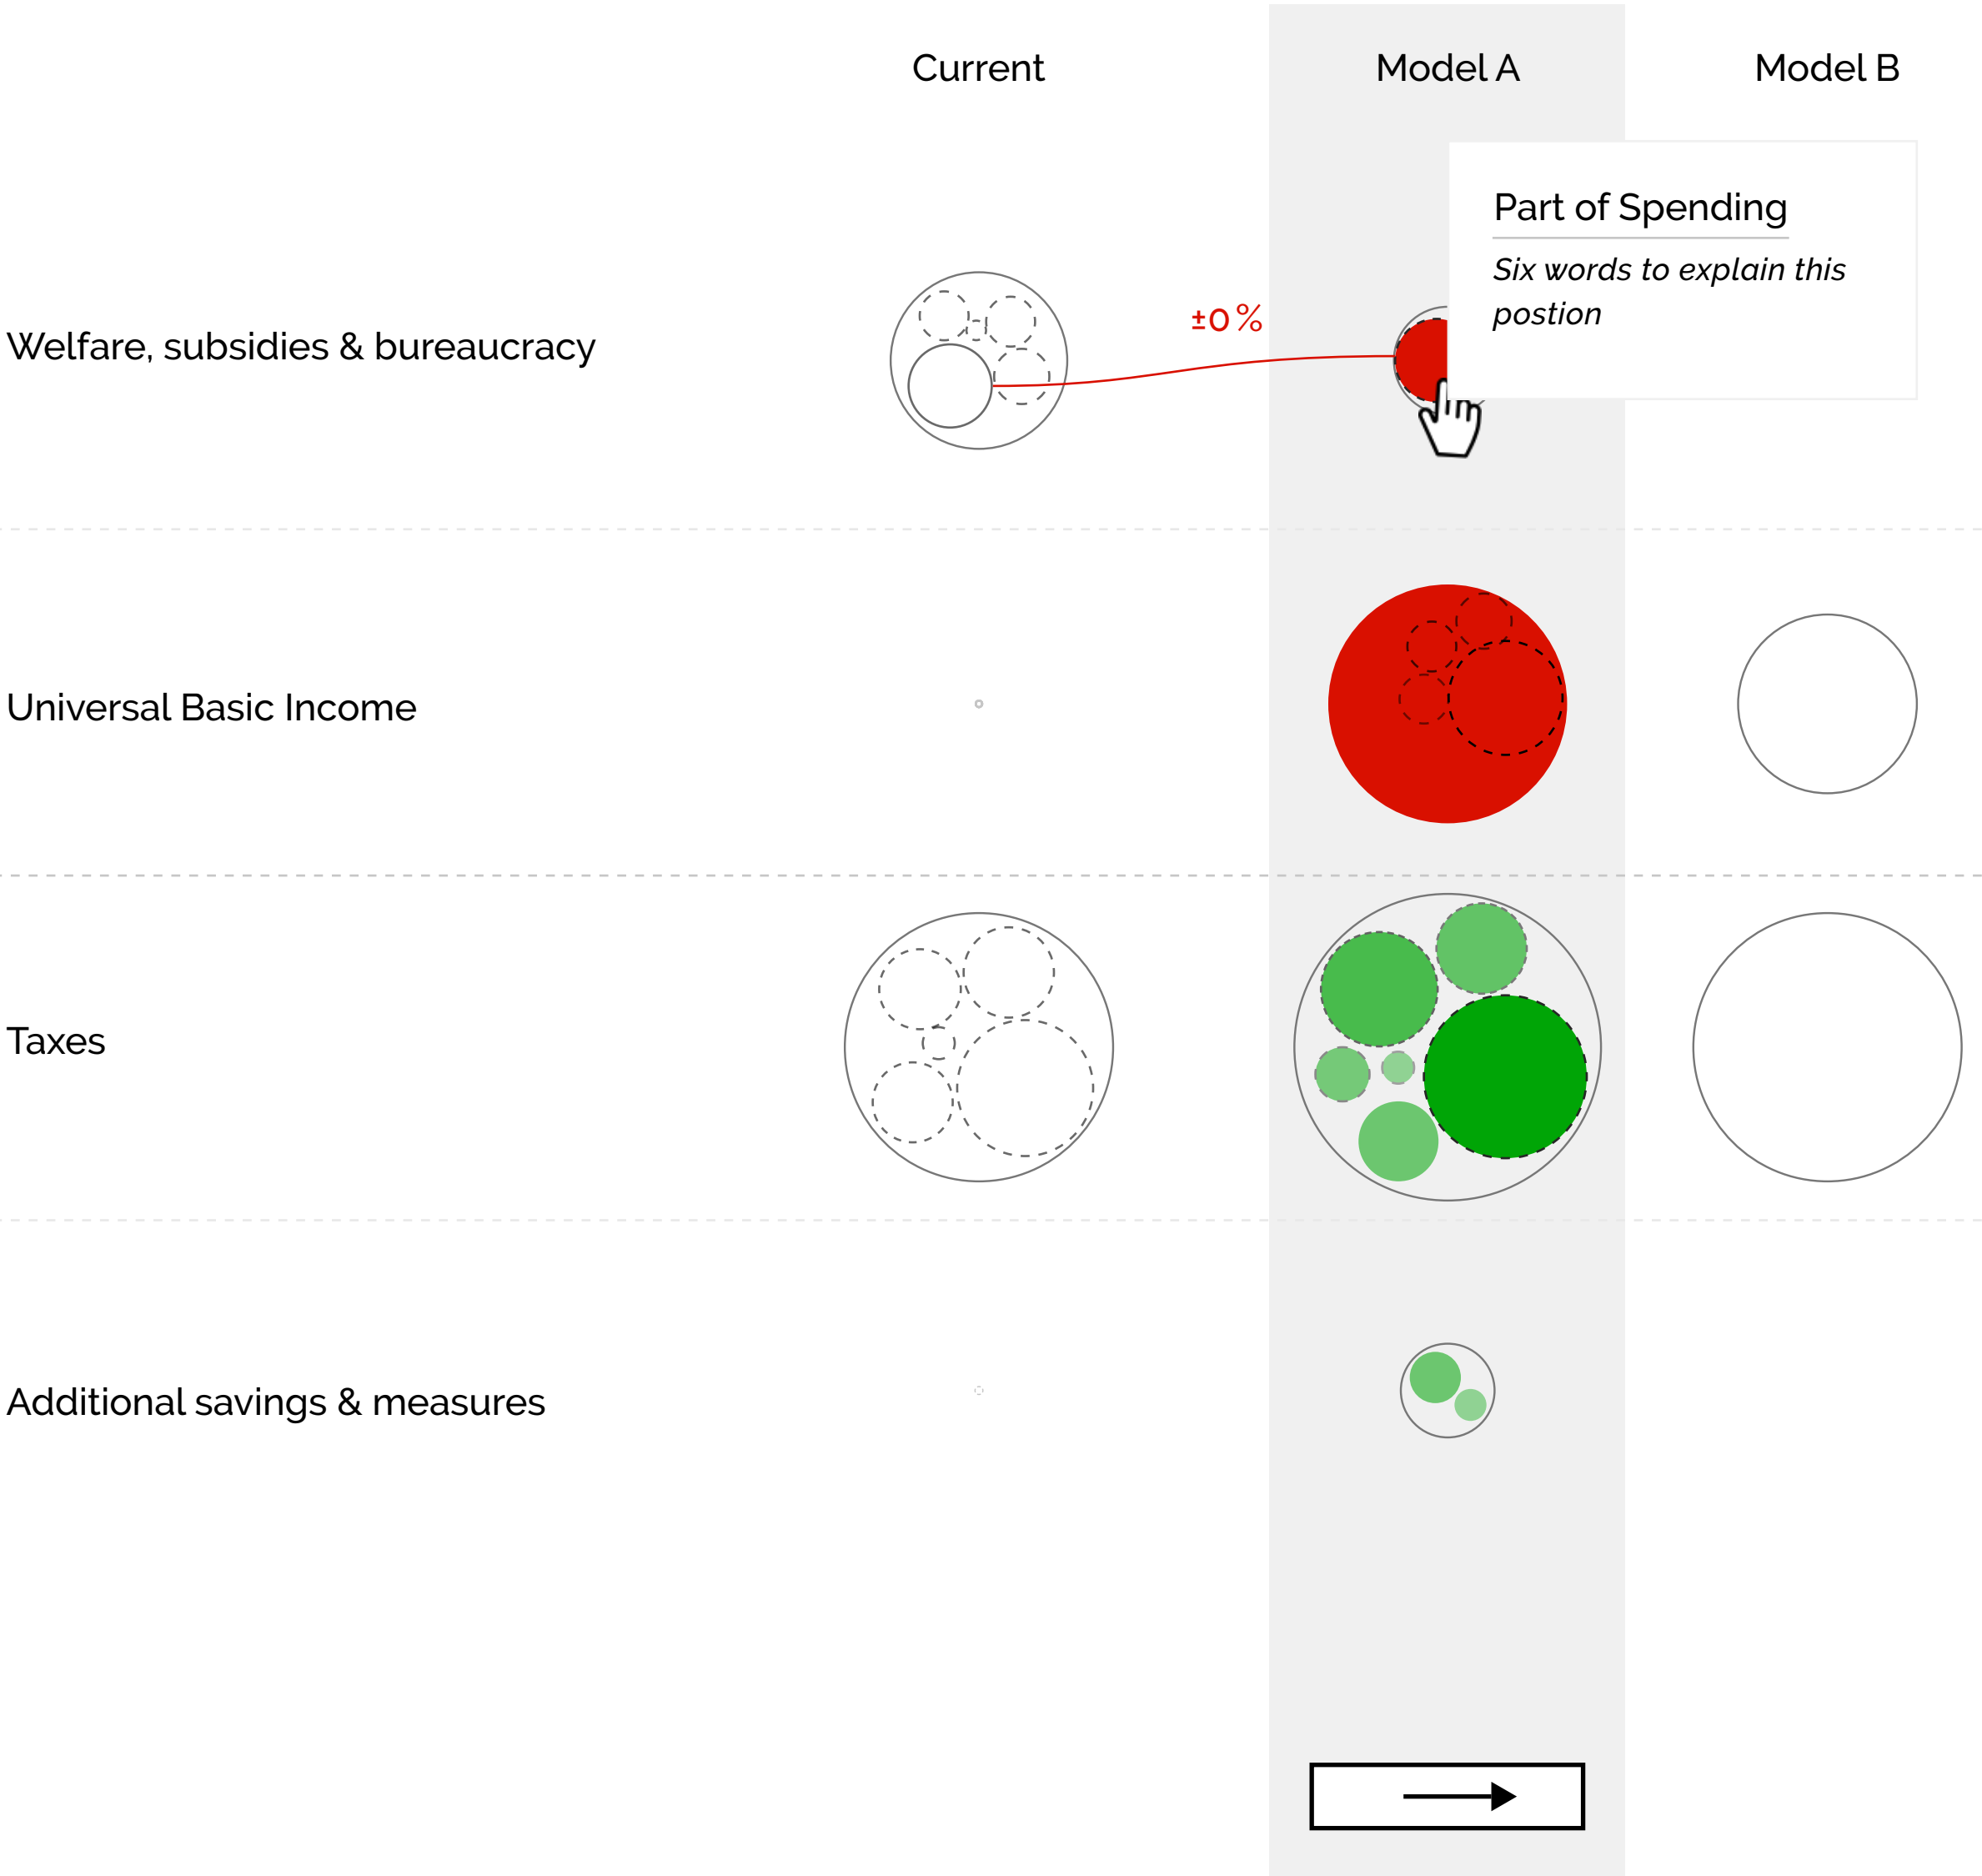 Current
Model A
Model B
Part of Spending
Six words to explain this
postion
±0 %
Welfare, subsidies & bureaucracy
Universal Basic Income
Taxes
Additional savings & measures